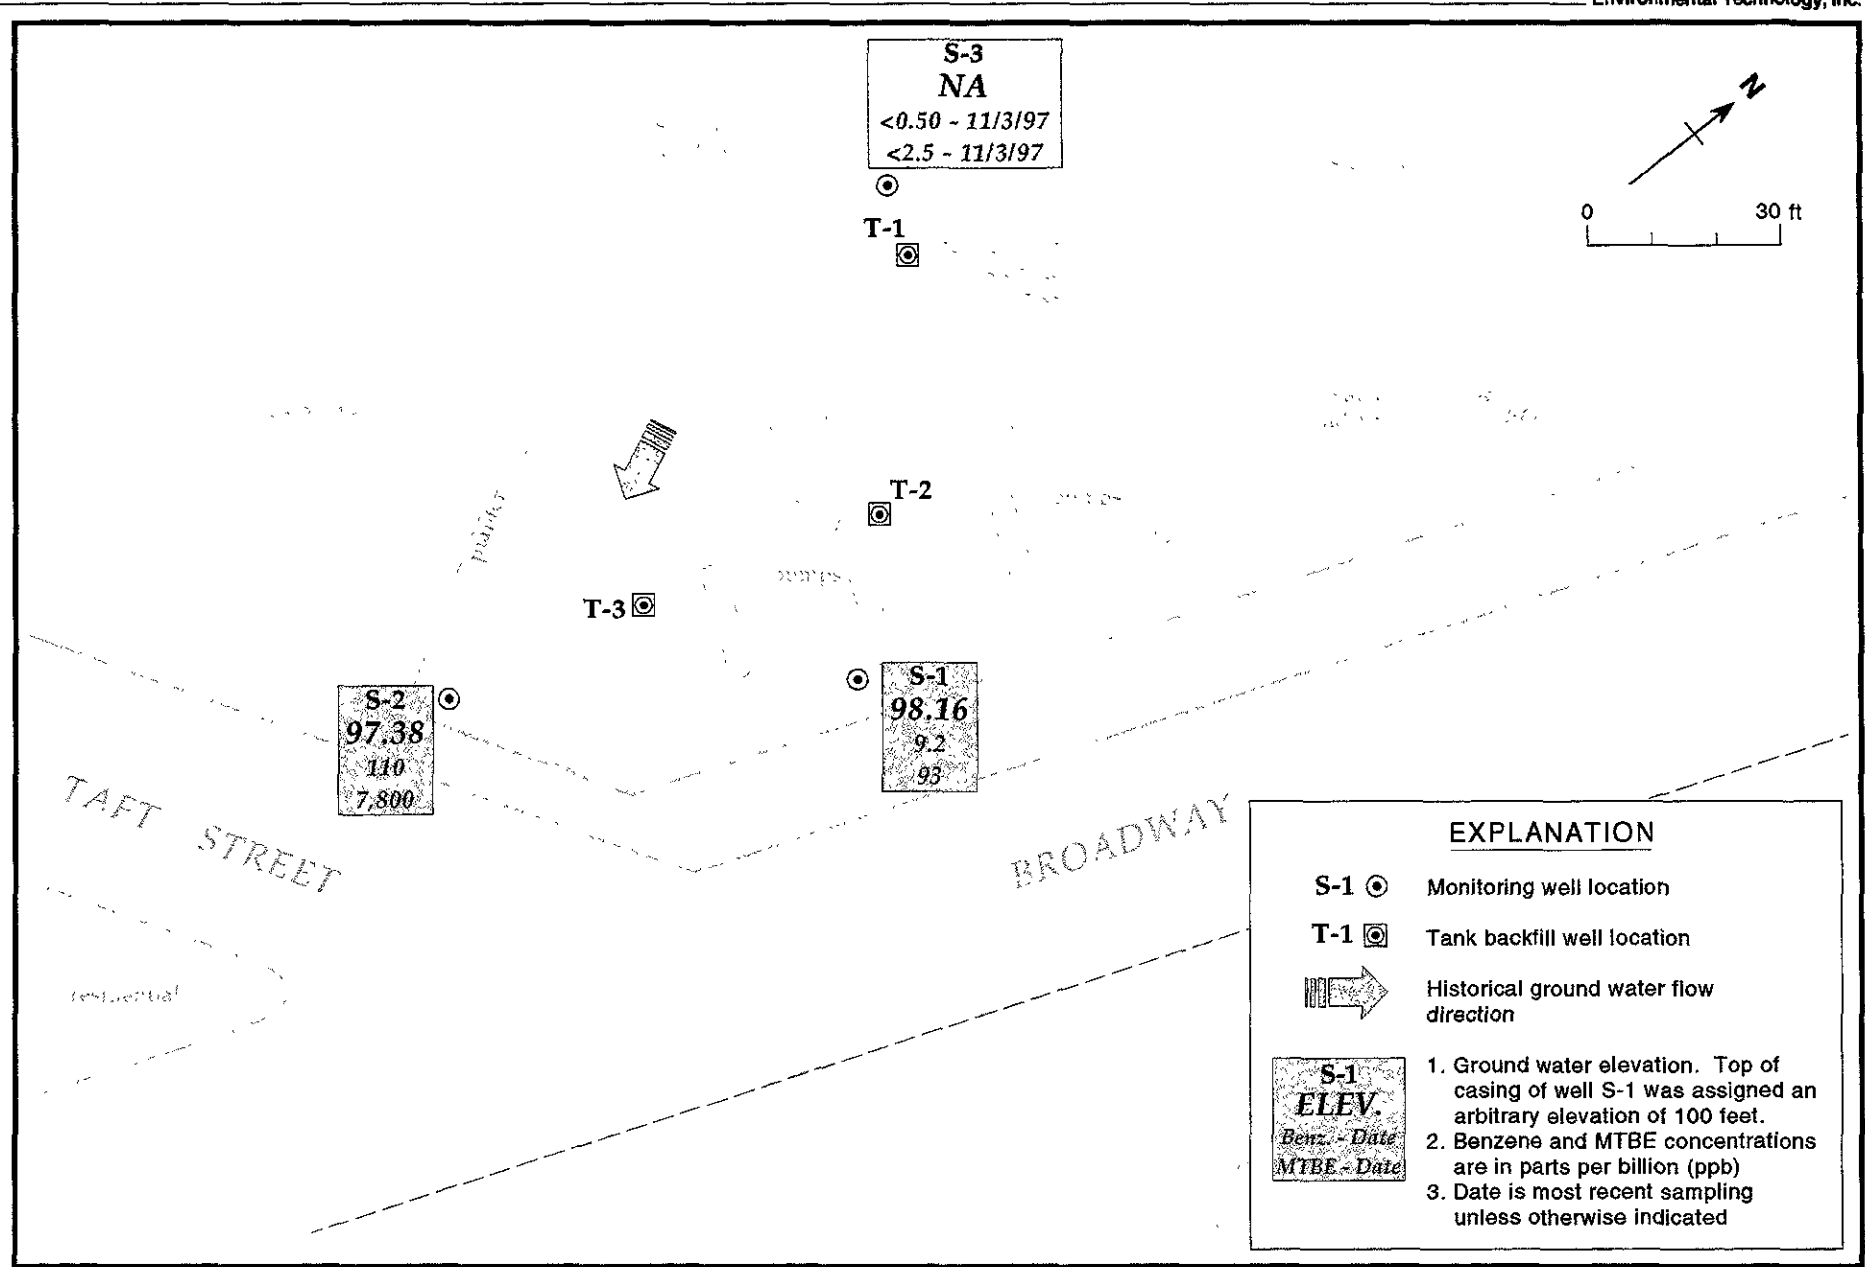 Environmental Technology, Inc.
S-3
NA
<0.50 - 11/3/97
<2.5 - 11/3/97
N
0 30 ft
T-1
T-2
planter
T-3
S-1
98.16
9.2
93
S-2
97.38
110
7,800
TAFT STREET
BROADWAY
residential
EXPLANATION
S-1 Monitoring well location
T-1 Tank backfill well location
Historical ground water flow
direction
S-1
ELEV.
Benz. - Date
MTBE - Date
1. Ground water elevation. Top of
casing of well S-1 was assigned an
arbitrary elevation of 100 feet.
2. Benzene and MTBE concentrations
are in parts per billion (ppb)
3. Date is most recent sampling
unless otherwise indicated